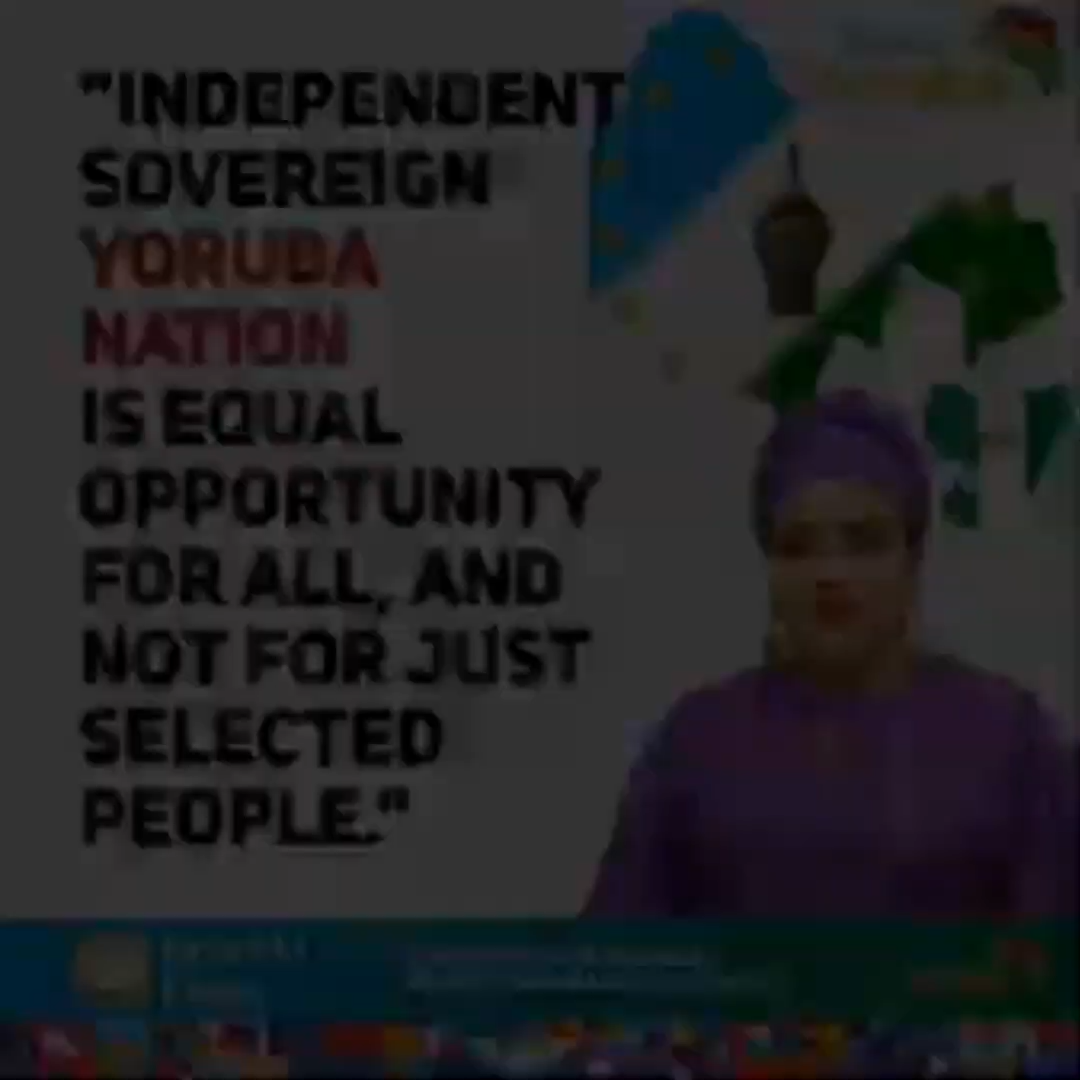 "INDEPENDENT
SOVEREIGN
YORUBA
NATION
IS EQUAL
OPPORTUNITY
FOR ALL, AND
NOT FOR JUST
SELECTED
PEOPLE."